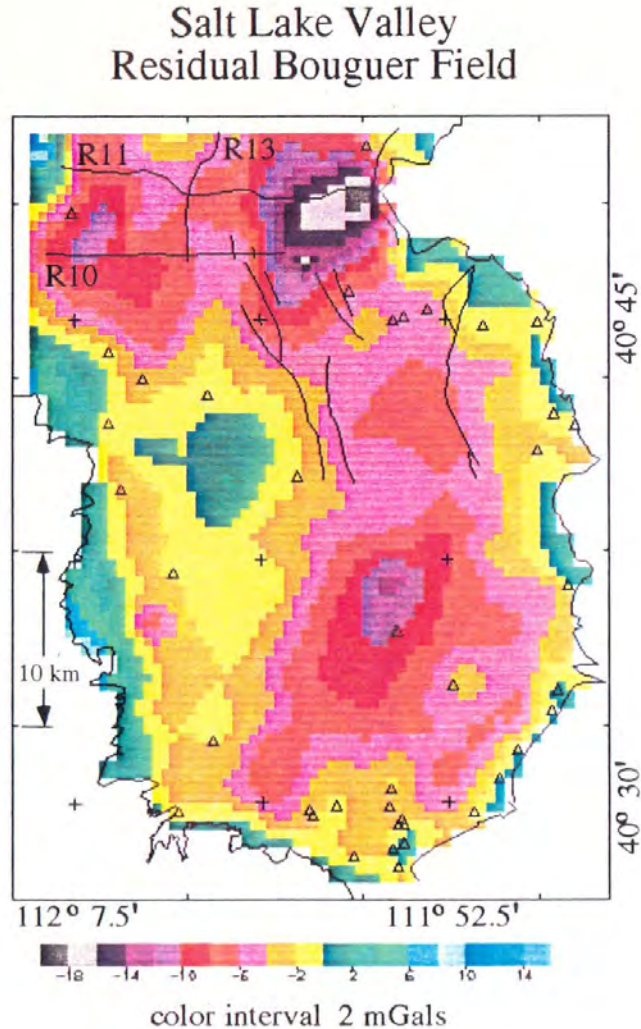 Salt Lake Valley
Residual Bouguer Field
R11
R13
R10
40° 45'
10 km
40° 30'
112° 7.5'
111° 52.5'
-18 -14 -10 -6 -2 2 6 10 14
color interval 2 mGals